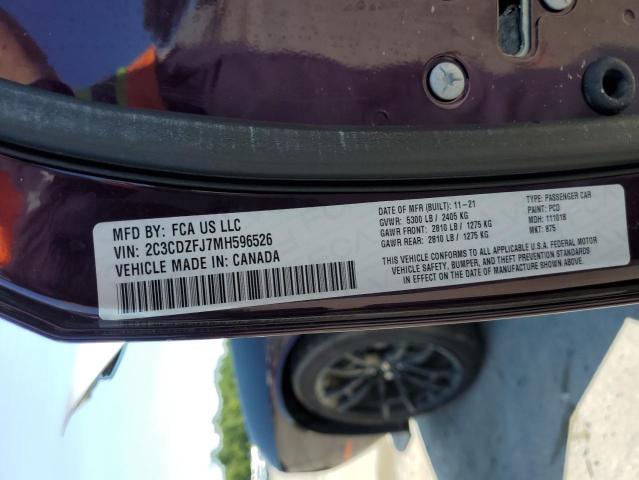 MFD BY: FCA US LLC
VIN: 2C3CDZFJ7MH596526
VEHICLE MADE IN: CANADA
DATE OF MFR (BUILT): 11-21
GVWR: 5300 LB / 2405 KG
GAWR FRONT: 2810 LB / 1275 KG
GAWR REAR: 2810 LB / 1275 KG
TYPE: PASSENGER CAR
PAINT: PCD
MDH: 111018
MKT: 875
THIS VEHICLE CONFORMS TO ALL APPLICABLE U.S.A. FEDERAL MOTOR
VEHICLE SAFETY, BUMPER, AND THEFT PREVENTION STANDARDS
IN EFFECT ON THE DATE OF MANUFACTURE SHOWN ABOVE.